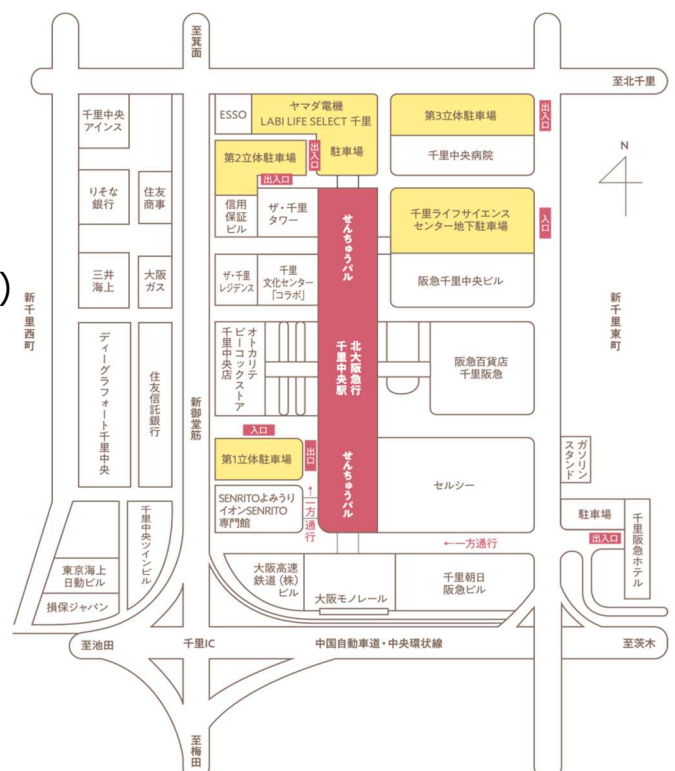 至箕面
至北千里
千里中央
アインス
ESSO
ヤマダ電機
LABI LIFE SELECT 千里
駐車場
出入口
第2立体駐車場
出入口
第3立体駐車場
出入口
千里中央病院
N
りそな
銀行
住友
商事
信用
保証
ビル
ザ・千里
タワー
せんちゅうパル
千里ライフサイエンス
センター地下駐車場
入口
三井
海上
大阪
ガス
ザ・千里
レジデンス
千里
文化センター
「コラボ」
阪急千里中央ビル
)
新千里西町
新千里東町
ディーグラフォート千里中央
住友信託銀行
新御堂筋
オトカリテ
ピーコックストア
千里中央店
北大阪急行
千里中央駅
阪急百貨店
千里阪急
入口
第1立体駐車場
出口
せんちゅうパル
セルシー
ガソリン
スタンド
SENRITOよみうり
イオンSENRITO
専門館
↑一方通行
←一方通行
駐車場
出入口
千里阪急ホテル
千里中央ツインビル
東京海上
日動ビル
損保ジャパン
大阪高速
鉄道(株)
ビル
大阪モノレール
千里朝日
阪急ビル
至池田
千里IC
中国自動車道・中央環状線
至茨木
至梅田